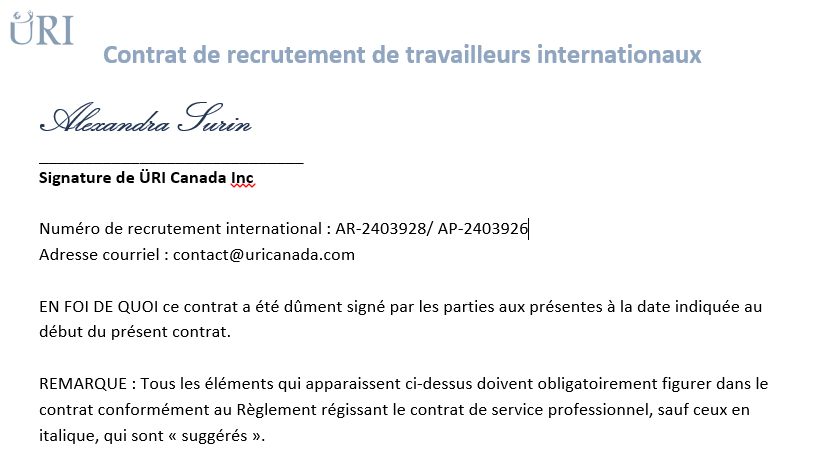 ÜRI
Contrat de recrutement de travailleurs internationaux
Alexandra Surin
Signature de ÜRI Canada Inc
Numéro de recrutement international : AR-2403928/ AP-2403926
Adresse courriel : contact@uricanada.com
EN FOI DE QUOI ce contrat a été dûment signé par les parties aux présentes à la date indiquée au
début du présent contrat.
REMARQUE : Tous les éléments qui apparaissent ci-dessus doivent obligatoirement figurer dans le
contrat conformément au Règlement régissant le contrat de service professionnel, sauf ceux en
italique, qui sont « suggérés ».